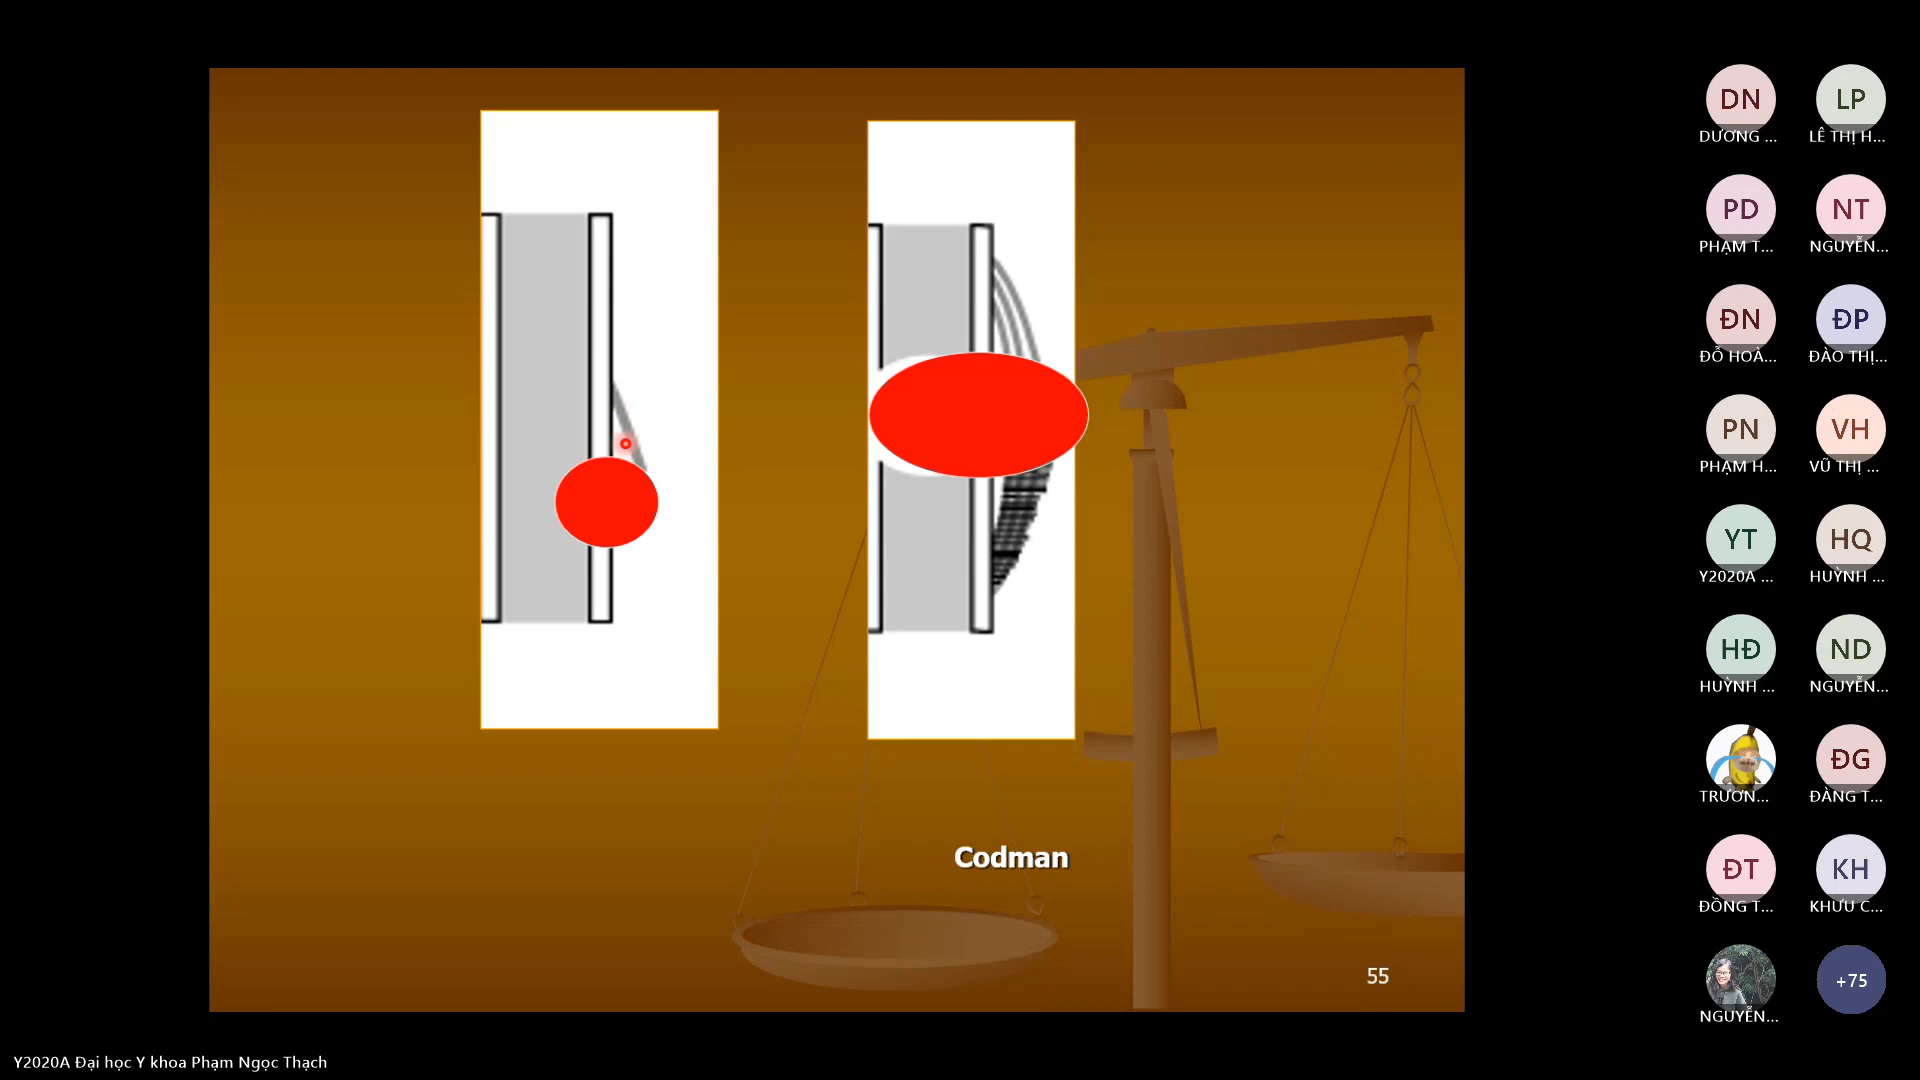 Codman
55
DN
LP
DƯƠNG ...
LÊ THỊ H...
PD
NT
PHẠM T...
NGUYỄN...
ĐN
ĐP
ĐỖ HOÀ...
ĐÀO THỊ...
PN
VH
PHẠM H...
VŨ THỊ ...
YT
HQ
Y2020A ...
HUỲNH ...
HĐ
ND
HUỲNH ...
NGUYỄN...
ĐG
TRƯƠN...
ĐÀNG T...
ĐT
KH
ĐỒNG T...
KHƯU C...
+75
NGUYỄN...
Y2020A Đại học Y khoa Phạm Ngọc Thạch